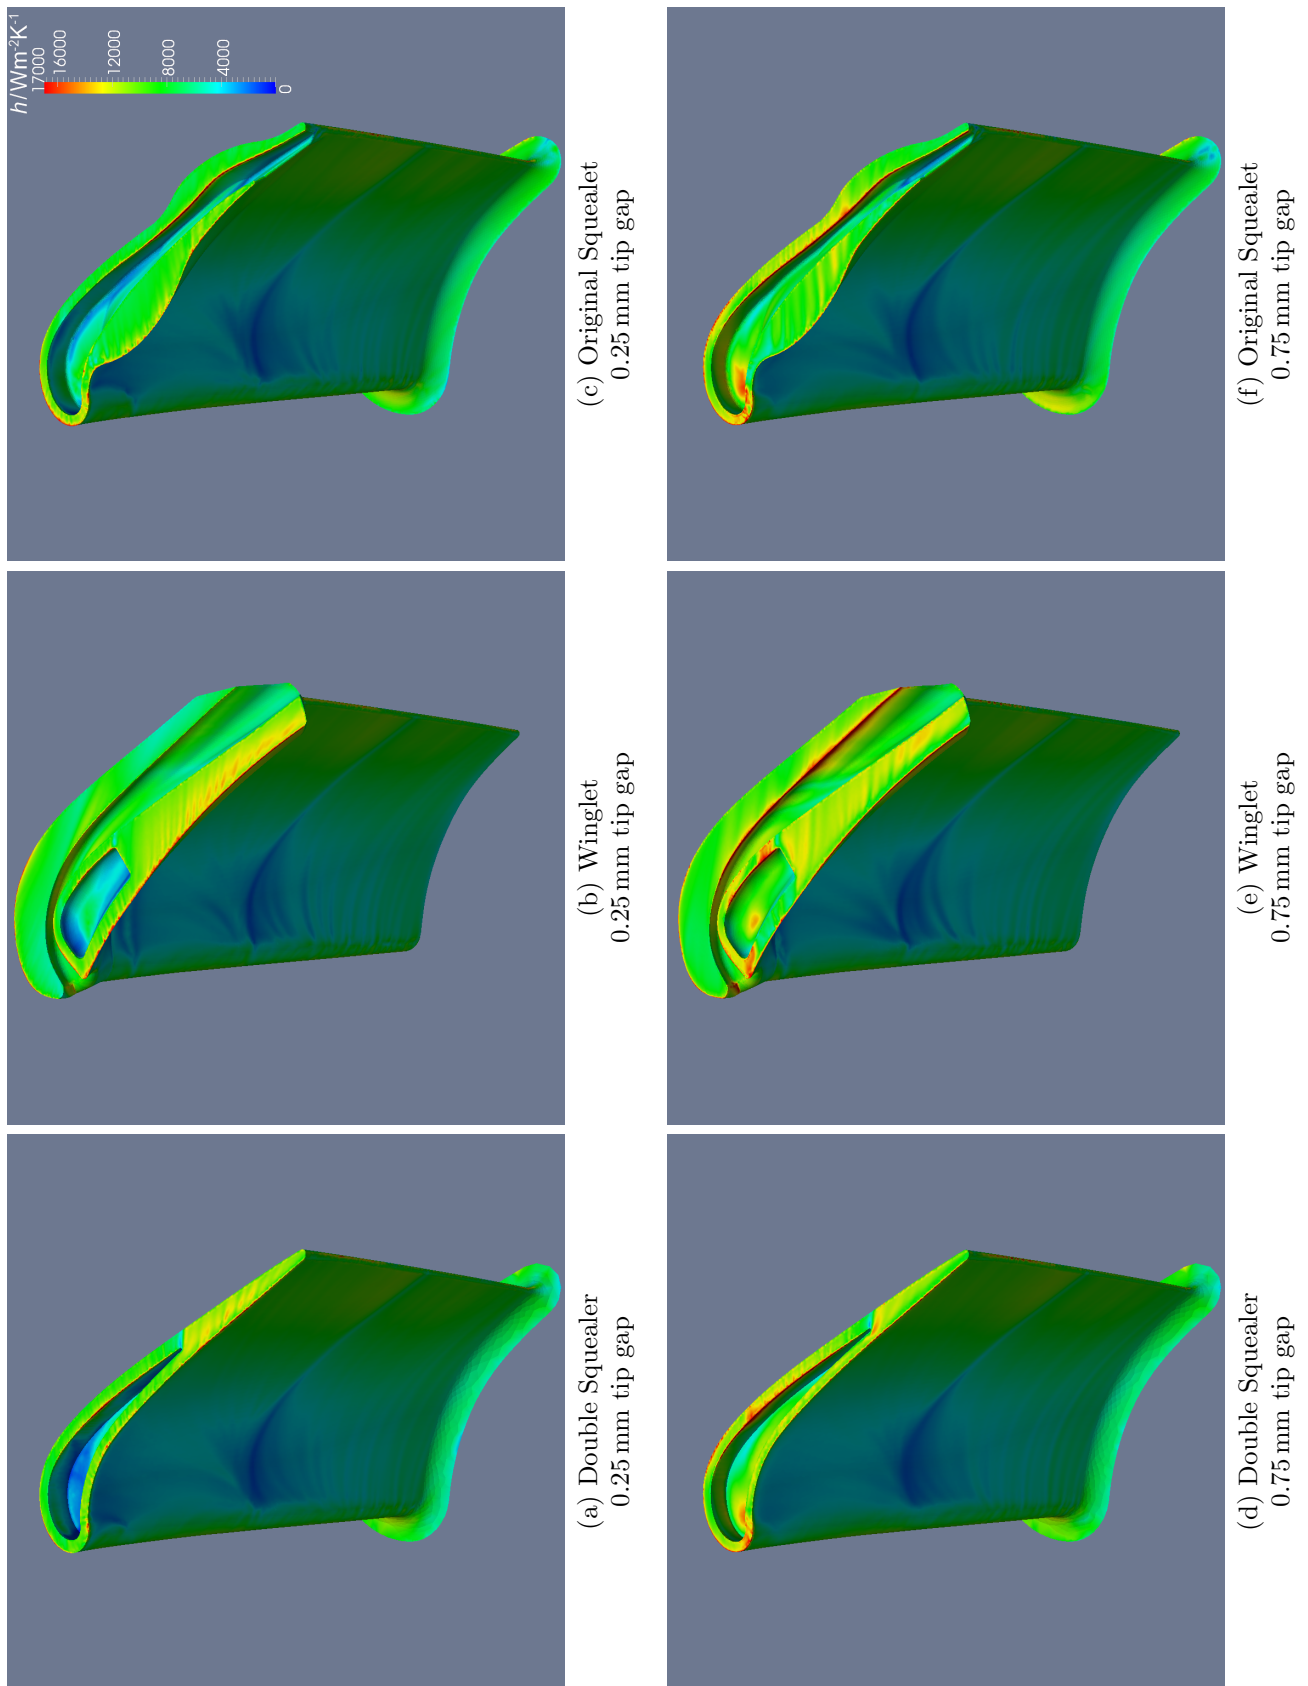 h/Wm-2K-1
17000
16000
12000
8000
4000
0
(a) Double Squealer
0.25 mm tip gap
(b) Winglet
0.25 mm tip gap
(c) Original Squealet
0.25 mm tip gap
(d) Double Squealer
0.75 mm tip gap
(e) Winglet
0.75 mm tip gap
(f) Original Squealet
0.75 mm tip gap